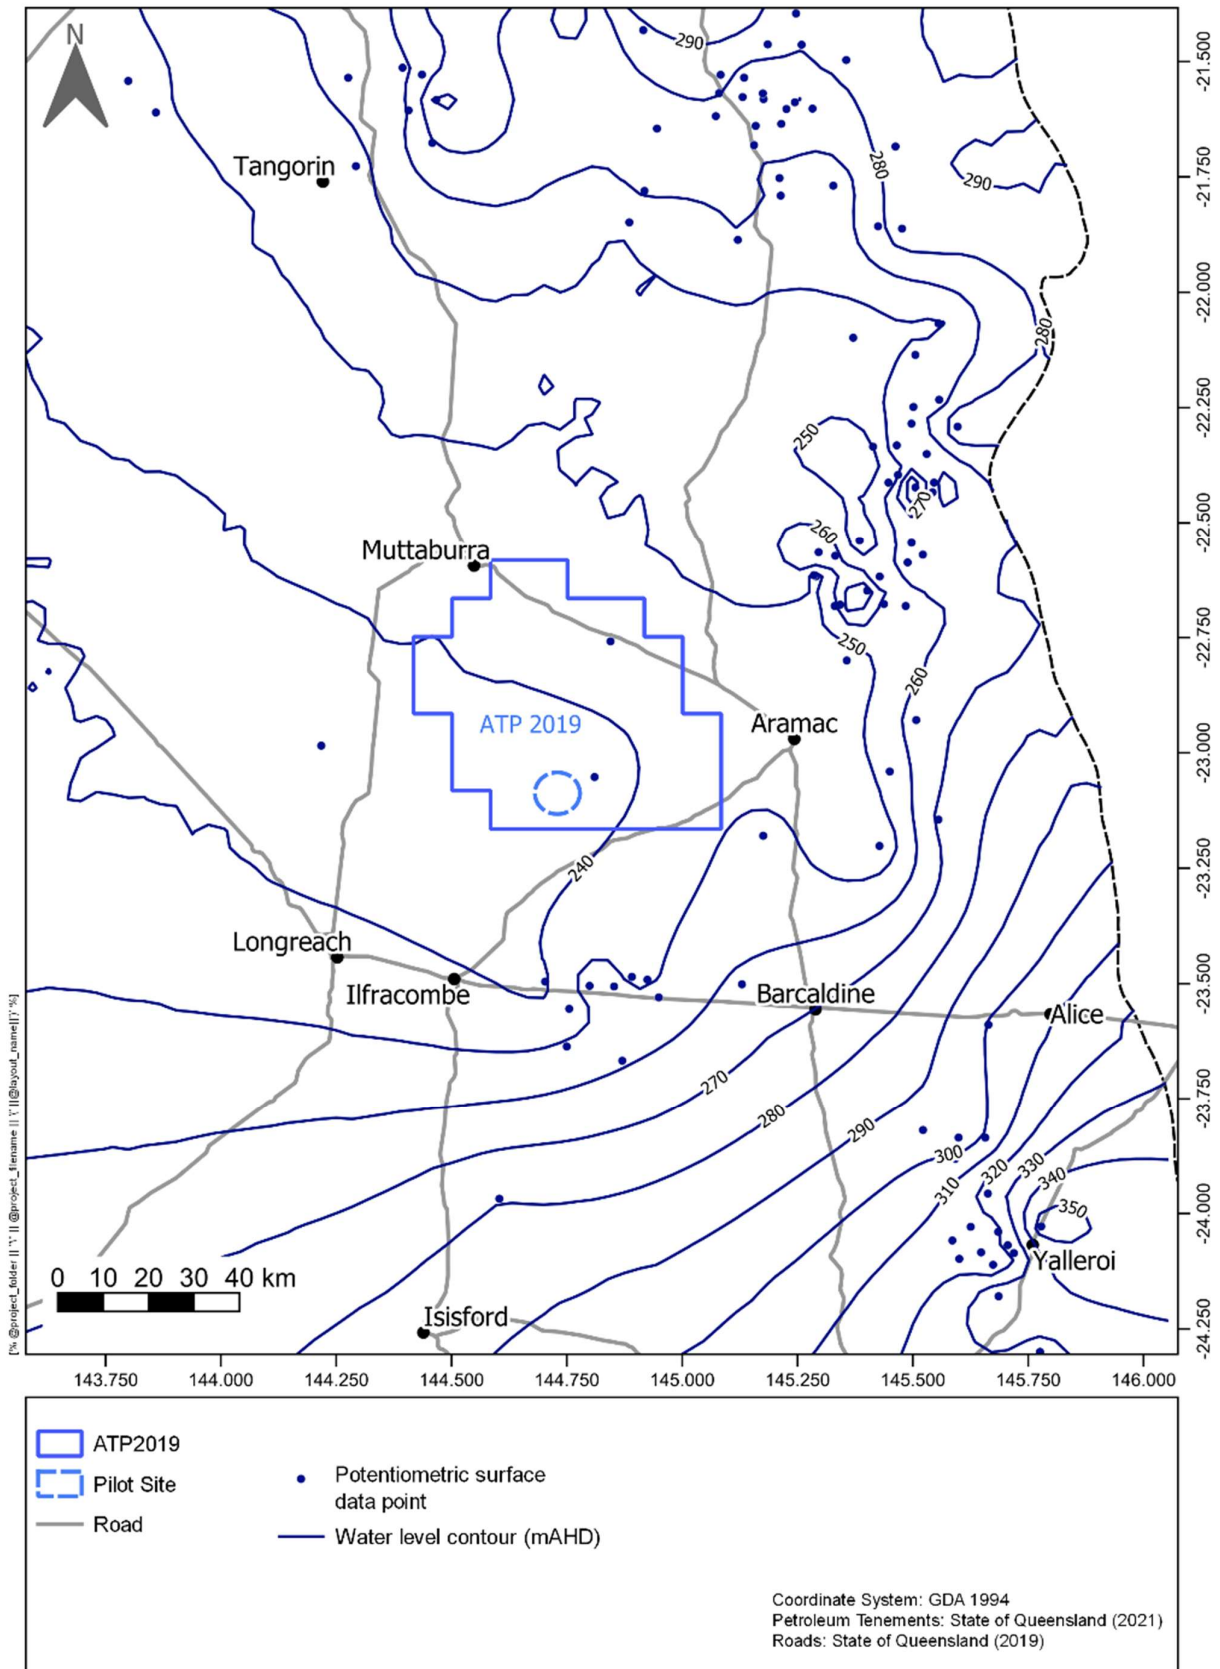 N
290
-21.500
Tangorin
280
290
-21.750
-22.000
280
-22.250
250
270
-22.500
Muttaburra
260
250
-22.750
260
ATP 2019
Aramac
-23.000
240
-23.250
Longreach
Ilfracombe
Barcaldine
Alice
-23.500
270
280
290
-23.750
300
310
320
330
340
350
-24.000
Yalleroi
0 10 20 30 40 km
Isisford
-24.250
[% @project_folder || '\' || @project_filename || '\' ||@layout_name|| ')' %]
143.750 144.000 144.250 144.500 144.750 145.000 145.250 145.500 145.750 146.000
ATP2019
Pilot Site
Road
Potentiometric surface
data point
Water level contour (mAHD)
Coordinate System: GDA 1994
Petroleum Tenements: State of Queensland (2021)
Roads: State of Queensland (2019)